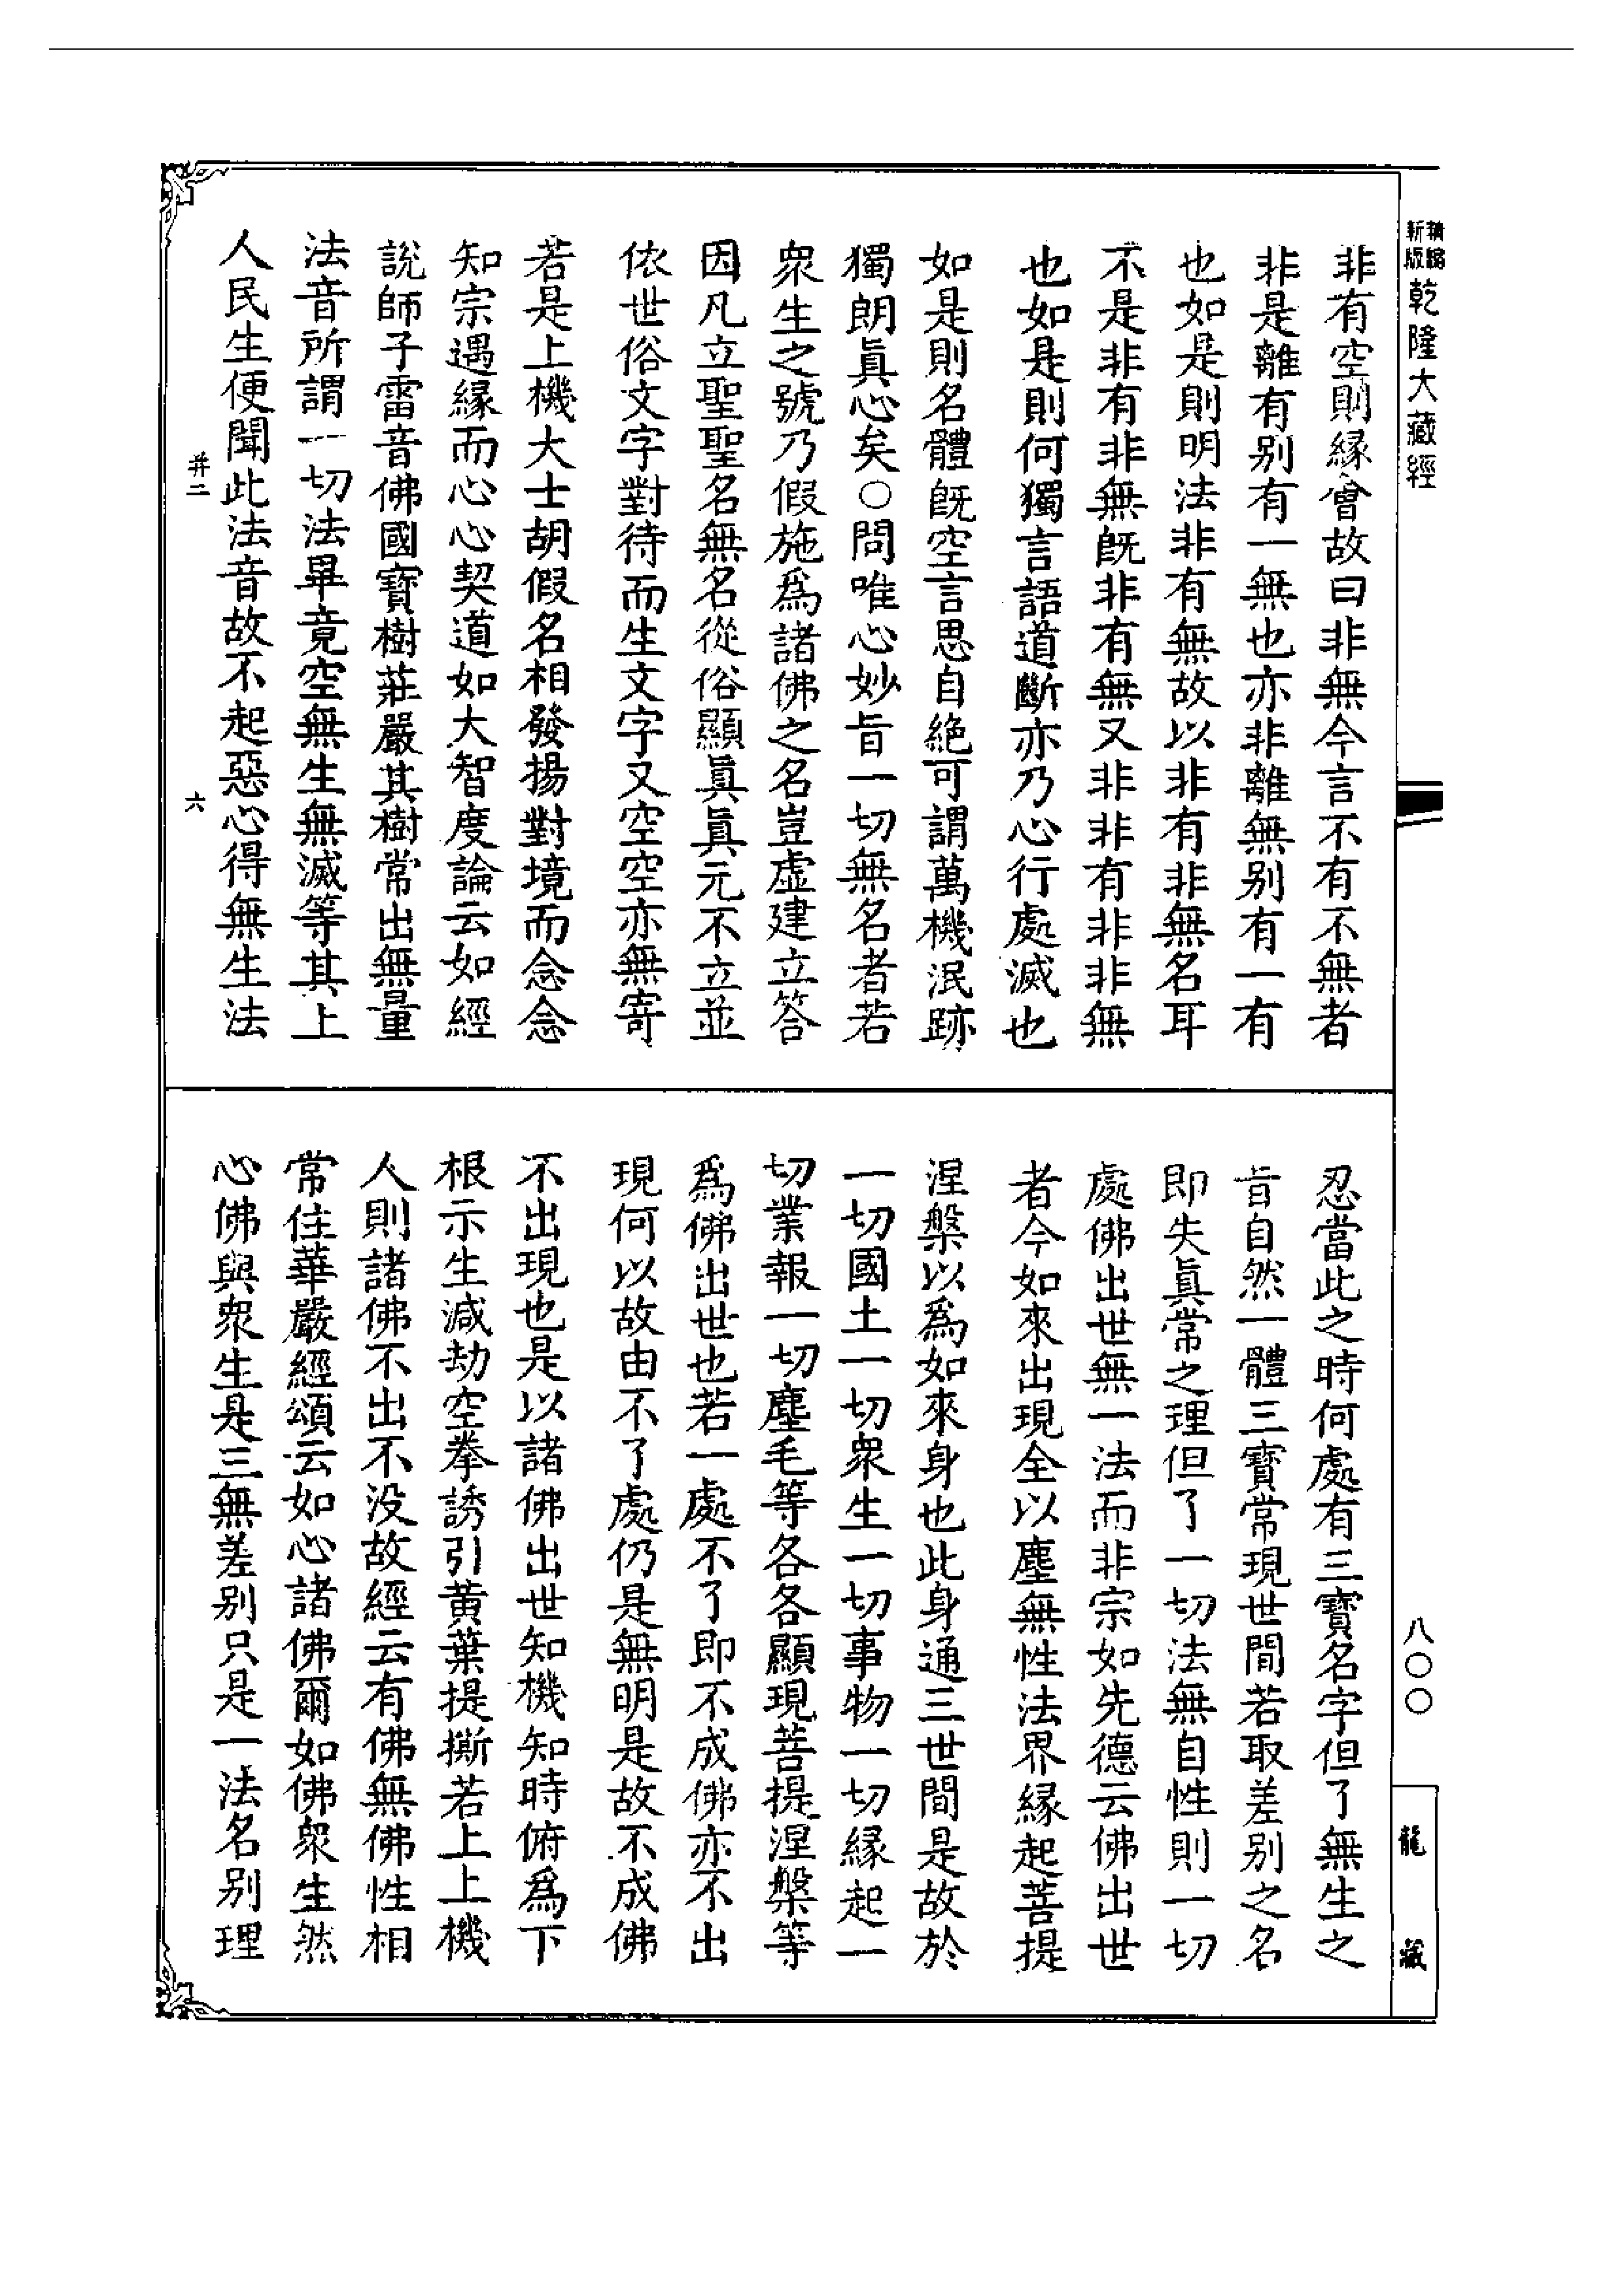 新版
乾隆大藏經
非有空則緣會故曰非無今言不有不無者
非是離有别有一無也亦非離無别有一有
也如是則明法非有無故以非有非無名耳
不是非有非無旣非有無又非非有非非無
也如是則何獨言語道斷亦乃心行處滅也
如是則名體旣空言思自絶可謂萬機泯跡
獨朗眞心矣○問唯心妙旨一切無名者若
衆生之號乃假施爲諸佛之名豈虚建立答
因凡立聖聖名無名從俗顯眞眞元不立並
依世俗文字對待而生文字又空空亦無寄
若是上機大士胡假名相發揚對境而念念
知宗遇緣而心心契道如大智度論云如經
說師子雷音佛國寶樹莊嚴其樹常出無量
法音所謂一切法畢竟空無生無滅等其上
人民生便聞此法音故不起惡心得無生法
并二
六
忍當此之時何處有三寶名字但了無生之
旨自然一體三寶常現世間若取差别之名
即失眞常之理但了一切法無自性則一切
處佛出世無一法而非宗如先德云佛出世
者今如來出現全以塵無性法界緣起菩提
涅槃以爲如來身也此身通三世間是故於
一切國土一切衆生一切事物一切緣起一
切業報一切塵毛等各各顯現菩提涅槃等
爲佛出世也若一處不了即不成佛亦不出
現何以故由不了處仍是無明是故不成佛
不出現也是以諸佛出世知機知時俯爲下
根示生滅劫空拳誘引黄葉提撕若上上機
人則諸佛不出不没故經云有佛無佛性相
常住華嚴經頌云如心諸佛爾如佛衆生然
心佛與衆生是三無差别只是一法名别理
八〇〇
龍藏